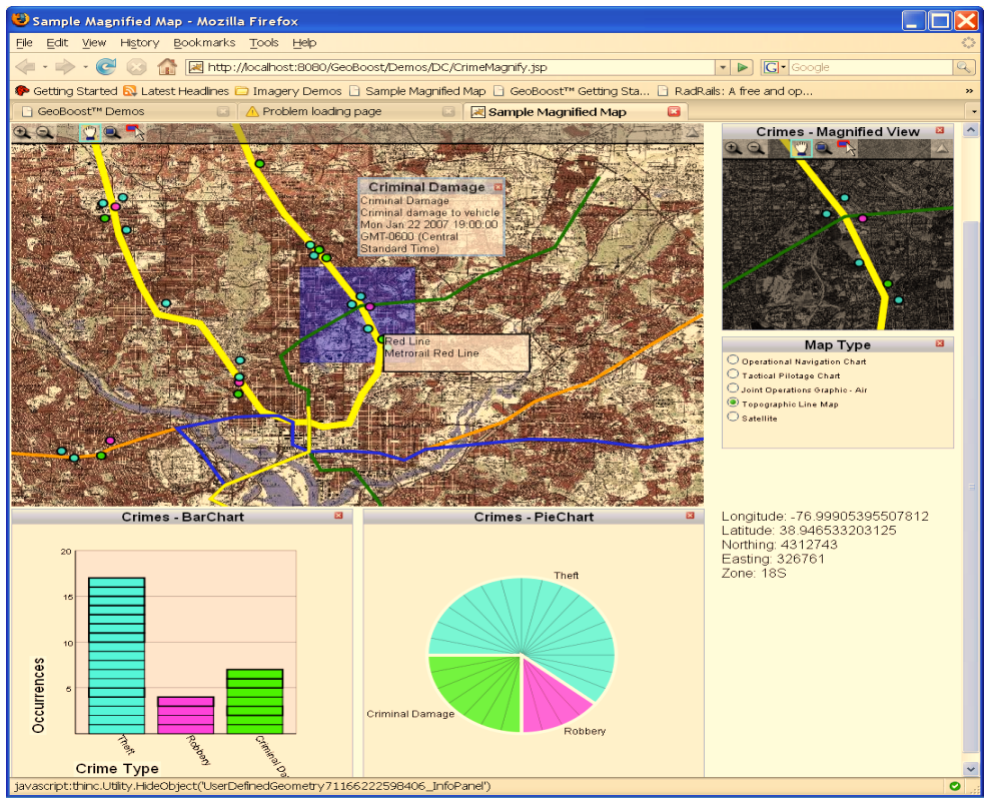 Sample Magnified Map - Mozilla Firefox
File Edit View History Bookmarks Tools Help
http://localhost:8080/GeoBoost/Demos/DC/CrimeMagnify.jsp
G Google
Getting Started Latest Headlines Imagery Demos Sample Magnified Map GeoBoost™ Getting Sta... RadRails: A free and op... »
GeoBoost™ Demos Problem loading page Sample Magnified Map
Criminal Damage
Criminal Damage
Criminal damage to vehicle
Mon Jan 22 2007 19:00:00
GMT-0600 (Central
Standard Time)
Red Line
Metrorail Red Line
Crimes - Magnified View
Map Type
Operational Navigation Chart
Tactical Pilotage Chart
Joint Operations Graphic - Air
Topographic Line Map
Satellite
Longitude: -76.99905395507812
Latitude: 38.946533203125
Northing: 4312743
Easting: 326761
Zone: 18S
Crimes - BarChart
20
15
10
5
Occurrences
Theft
Robbery
Criminal Da
Crime Type
Crimes - PieChart
Theft
Criminal Damage
Robbery
javascript:thinc.Utility.HideObject('UserDefinedGeometry71166222598406_InfoPanel')